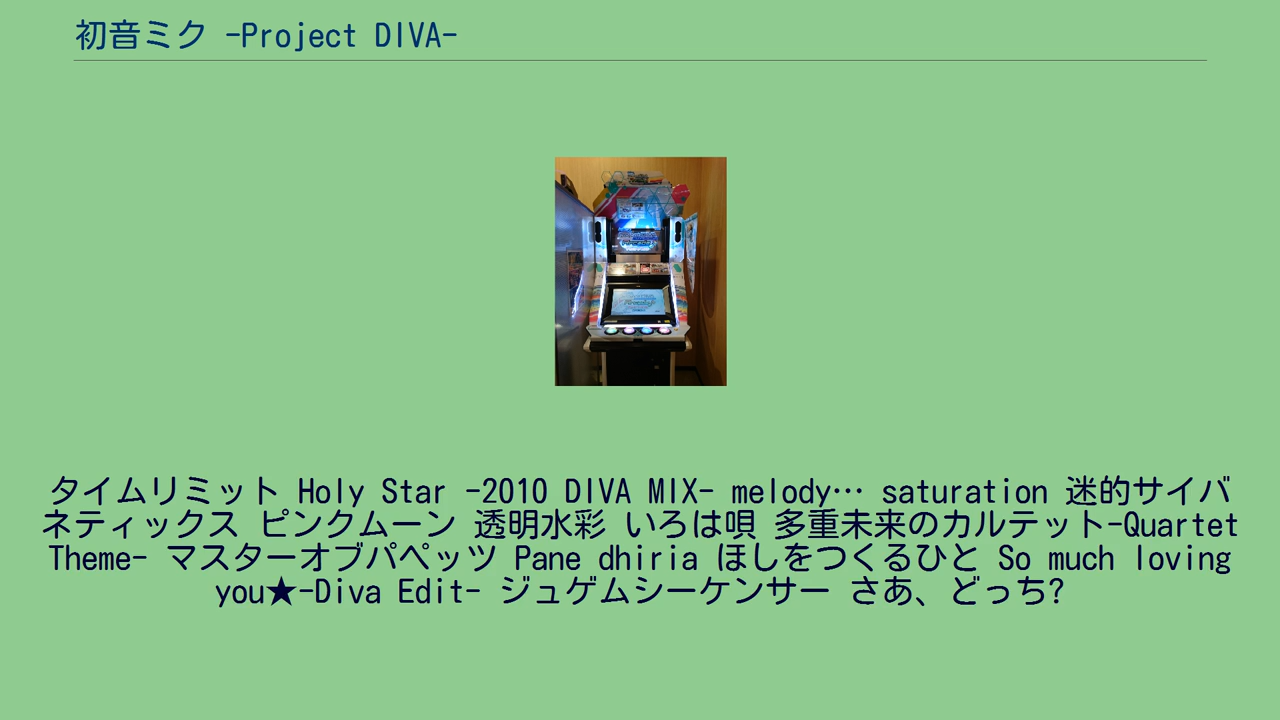 初音ミク -Project DIVA-
タイムリミット Holy Star -2010 DIVA MIX- melody… saturation 迷的サイバ
ネティックス ピンクムーン 透明水彩 いろは唄 多重未来のカルテット-Quartet
Theme- マスターオブパペッツ Pane dhiria ほしをつくるひと So much loving
you★-Diva Edit- ジュゲムシーケンサー さあ、どっち?